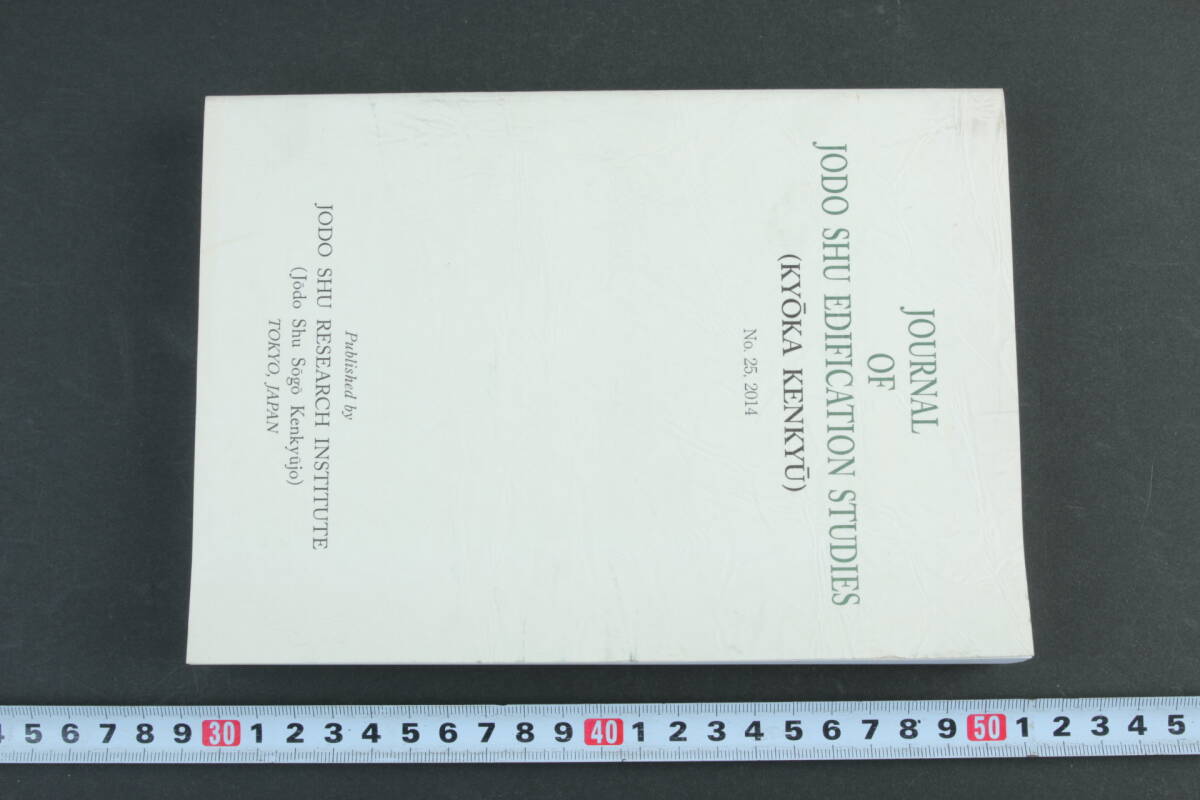 JOURNAL
OF
JODO SHU EDIFICATION STUDIES
(KYŌKA KENKYŪ)
No. 25, 2014
Published by
JODO SHU RESEARCH INSTITUTE
(Jōdo Shu Sōgō Kenkyūjo)
TOKYO, JAPAN
4 5 6 7 8 9 30 1 2 3 4 5 6 7 8 9 40 1 2 3 4 5 6 7 8 9 50 1 2 3 4 5